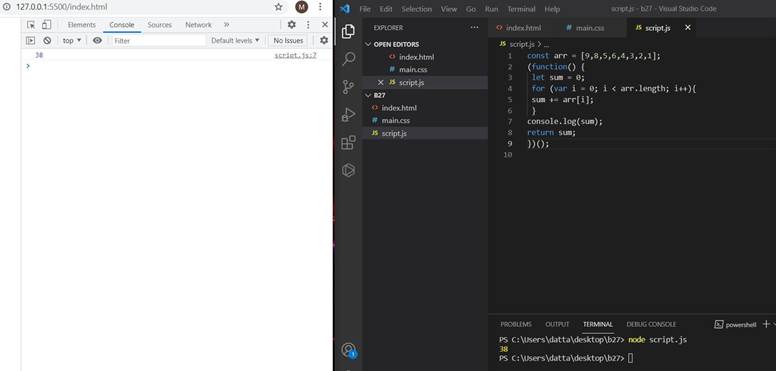 127.0.0.1:5500/index.html
M
Elements Console Sources Network »
top ▾ Filter Default levels ▾ No Issues
38 script.js:7
>
File Edit Selection View Go Run Terminal Help script.js - b27 - Visual Studio Code
EXPLORER ...
OPEN EDITORS
<> index.html
# main.css
× JS script.js
B27
<> index.html
# main.css
JS script.js
1
<> index.html # main.css JS script.js ×
JS script.js > ...
1 const arr = [9,8,5,6,4,3,2,1];
2 (function() {
3 let sum = 0;
4 for (var i = 0; i < arr.length; i++){
5 sum += arr[i];
6 }
7 console.log(sum);
8 return sum;
9 })();
10
PROBLEMS OUTPUT TERMINAL DEBUG CONSOLE powershell +
PS C:\Users\datta\desktop\b27> node script.js
38
PS C:\Users\datta\desktop\b27>